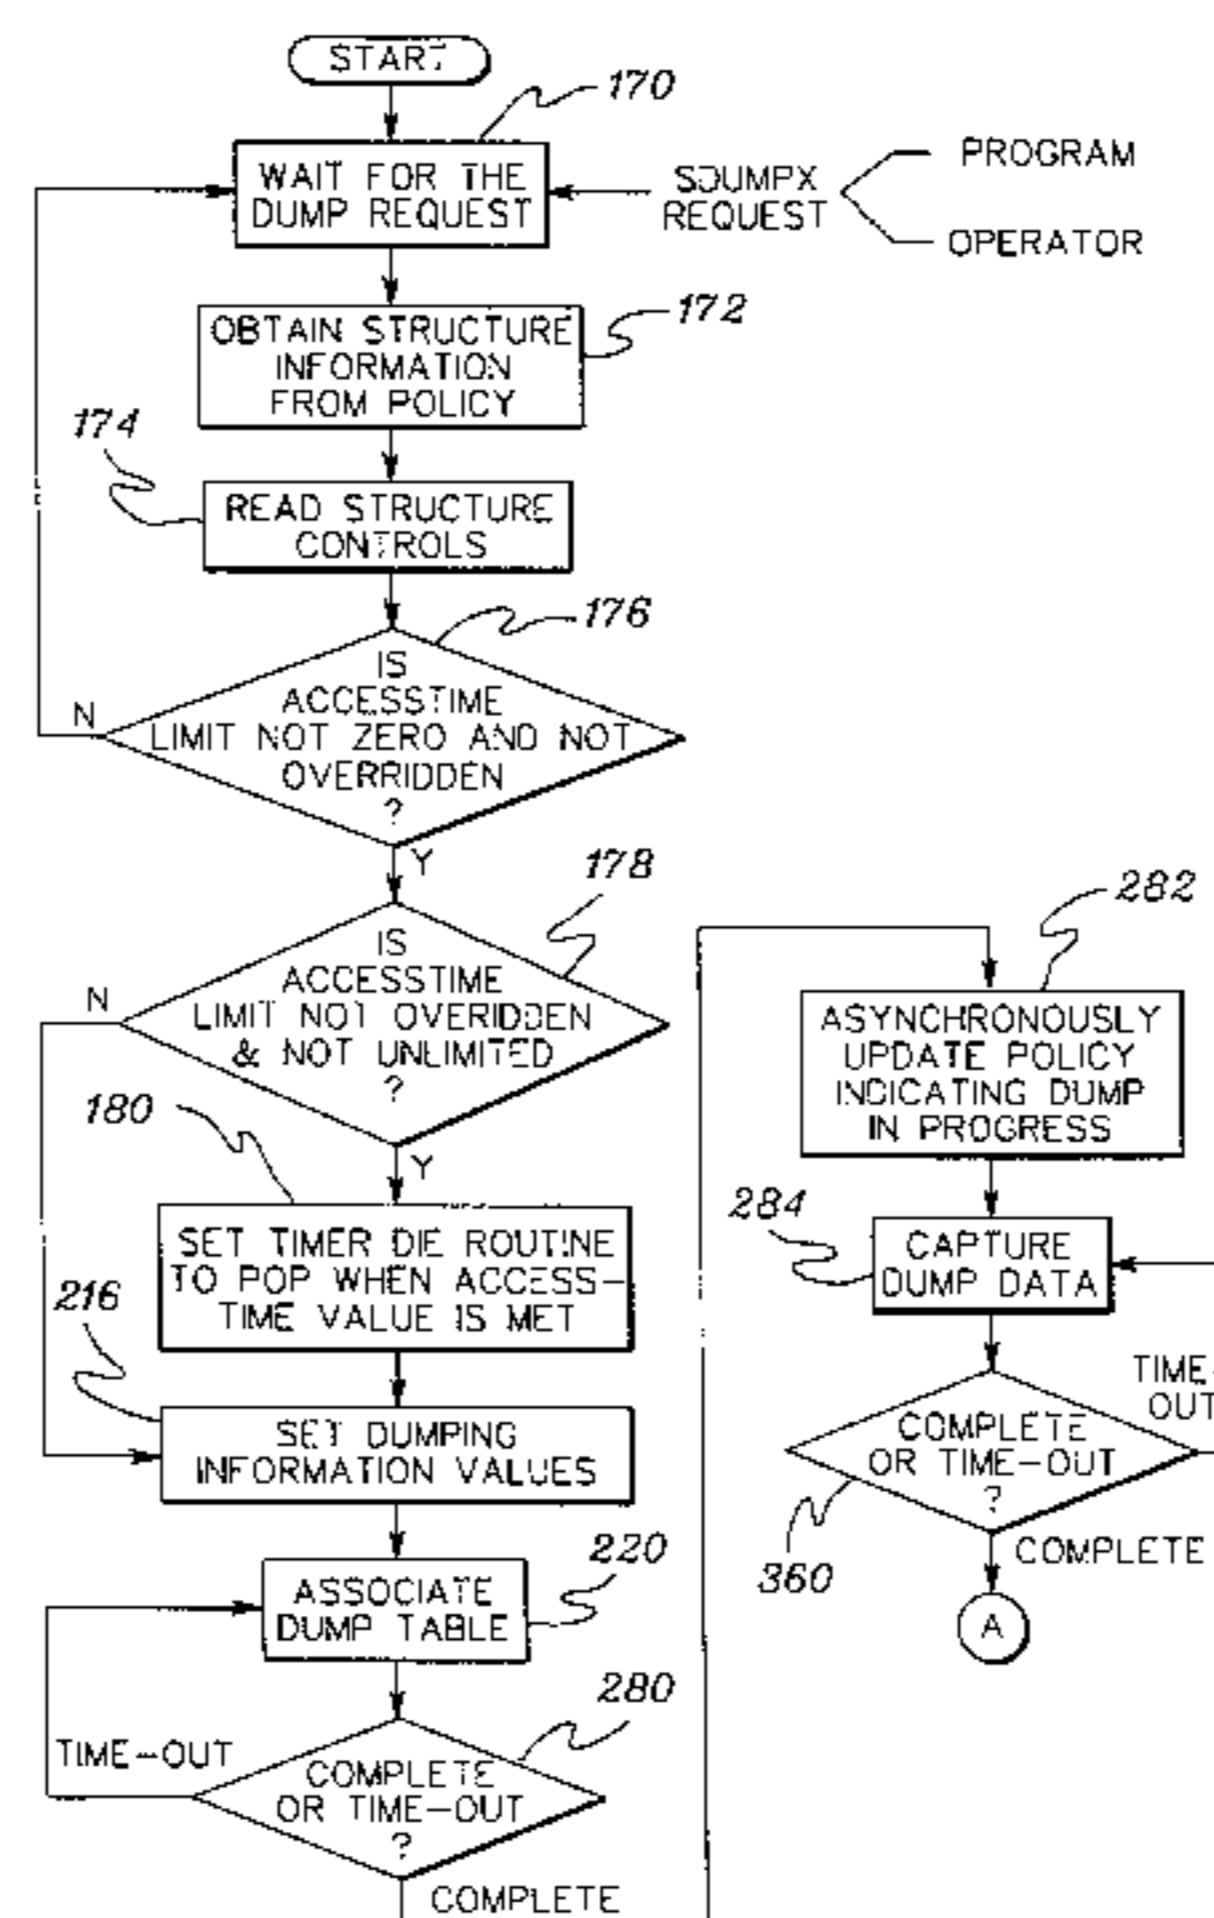 START
170
WAIT FOR THE
DUMP REQUEST
SDUMPX
REQUEST
PROGRAM
OPERATOR
172
OBTAIN STRUCTURE
INFORMATION
FROM POLICY
174
READ STRUCTURE
CONTROLS
176
IS
ACCESSTIME
LIMIT NOT ZERO AND NOT
OVERRIDDEN
?
N
Y
178
IS
ACCESSTIME
LIMIT NOT OVERIDDEN
& NOT UNLIMITED
?
N
Y
180
SET TIMER DIE ROUTINE
TO POP WHEN ACCESS-
TIME VALUE IS MET
216
SET DUMPING
INFORMATION VALUES
220
ASSOCIATE
DUMP TABLE
280
TIME-OUT
COMPLETE
OR TIME-OUT
?
COMPLETE
282
ASYNCHRONOUSLY
UPDATE POLICY
INDICATING DUMP
IN PROGRESS
284
CAPTURE
DUMP DATA
TIME-
OUT
COMPLETE
OR TIME-OUT
?
360
COMPLETE
A